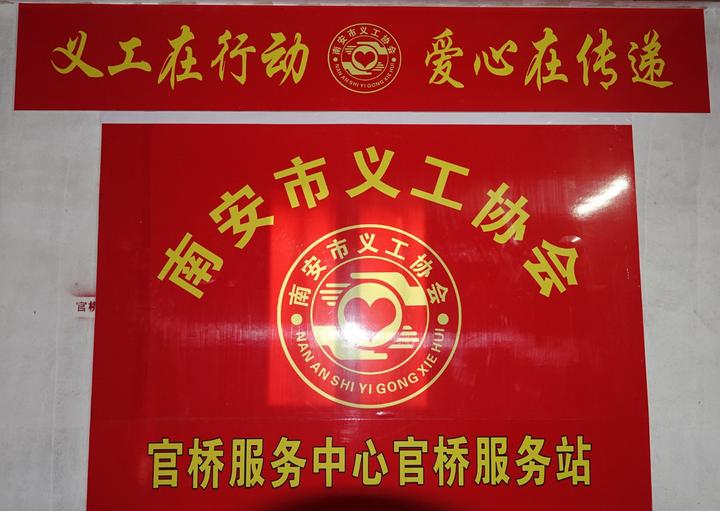 义工在行动 南安市义工协会 NAN AN SHI YI GONG XIE HUI 爱心在传递
南安市义工协会
南安市义工协会
NAN AN SHI YI GONG XIE HUI
官桥
官桥服务中心官桥服务站